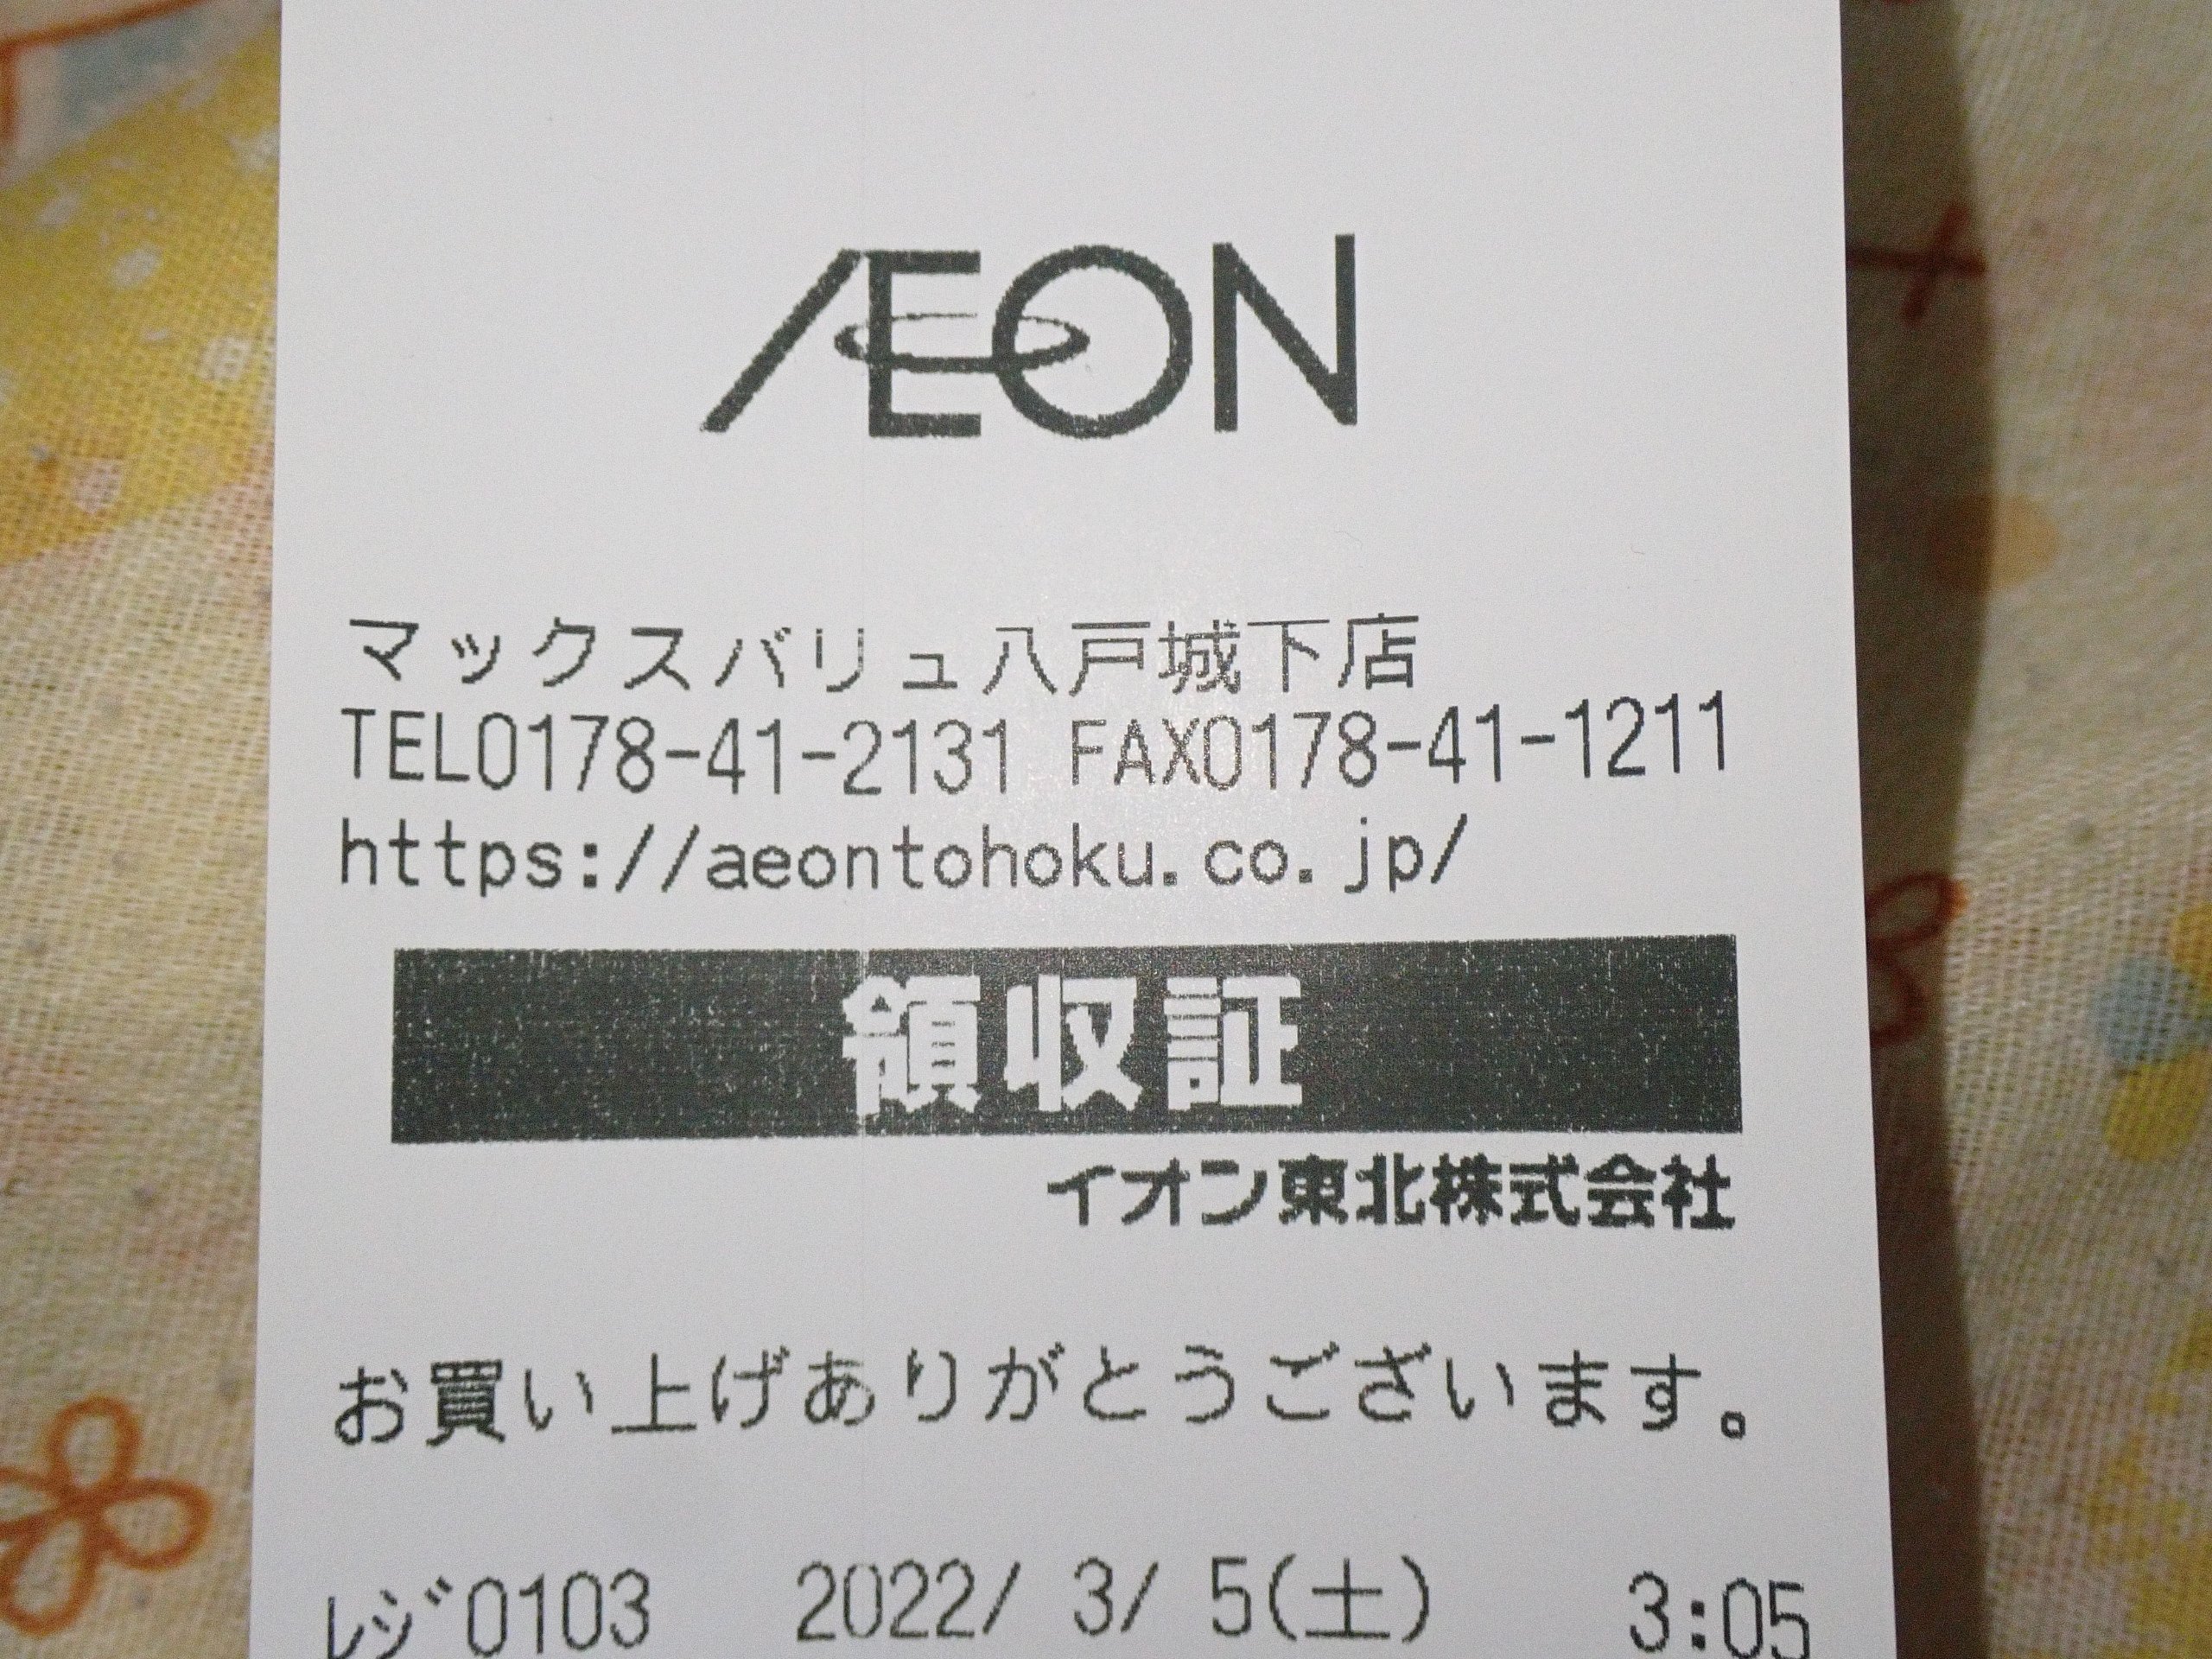 ÆON
マックスバリュ八戸城下店
TEL0178-41-2131 FAX0178-41-1211
https://aeontohoku.co.jp/
領収証
イオン東北株式会社
お買い上げありがとうございます。
ﾚｼﾞ0103 2022/ 3/ 5(土) 3:05